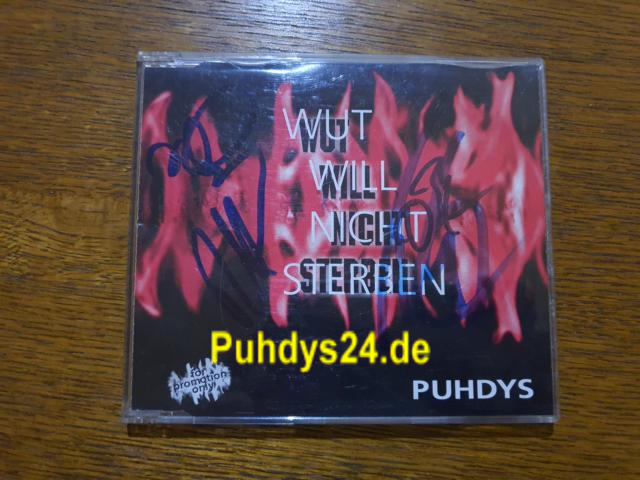 WUT
WILL
NICHT
STERBEN
Puhdys24.de
for
promotion
only!
PUHDYS